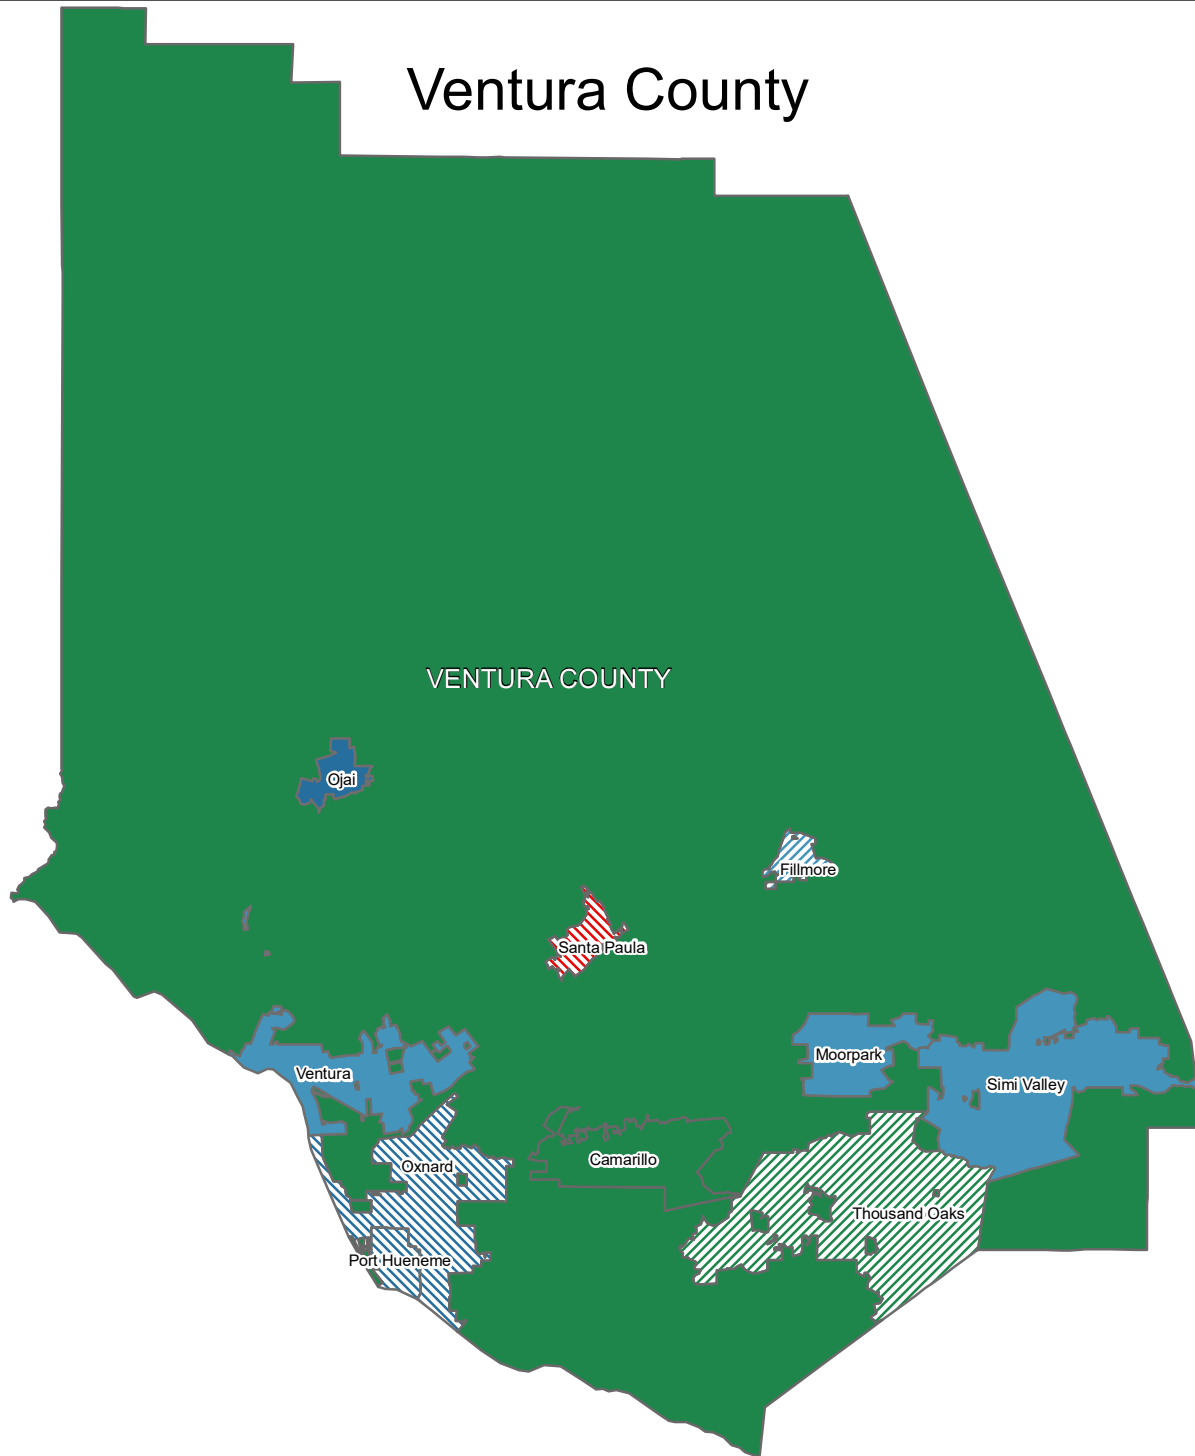 Ventura County
VENTURA COUNTY
Ojai
Fillmore
Santa Paula
Moorpark
Ventura
Simi Valley
Camarillo
Oxnard
Thousand Oaks
Port Hueneme